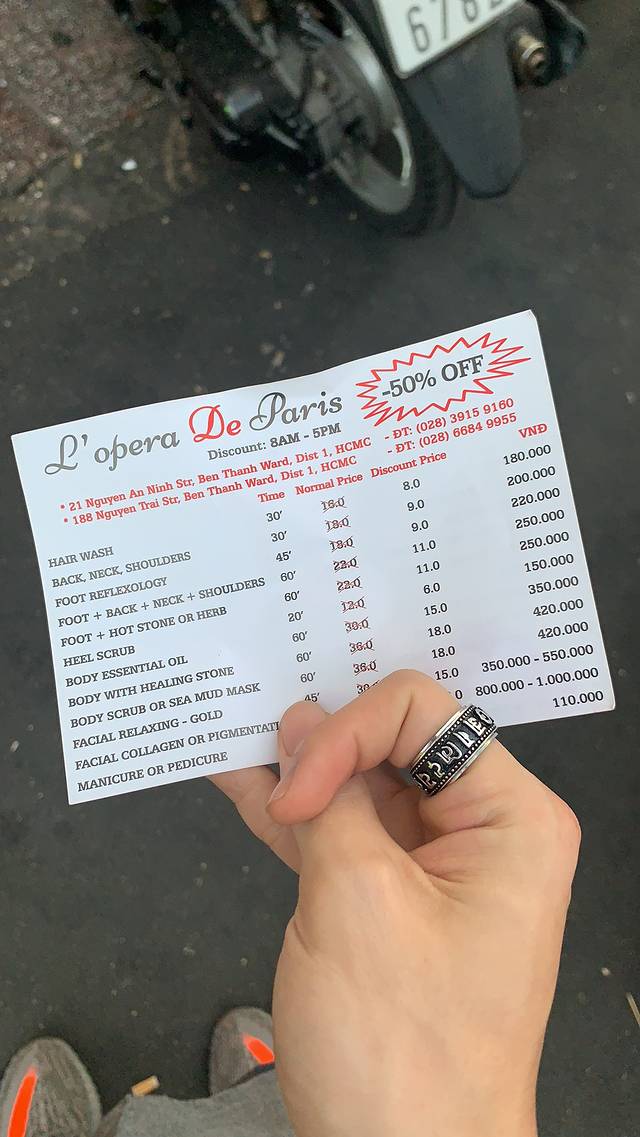 678
L'opera De Paris
-50% OFF
Discount: 8AM - 5PM
• 21 Nguyen An Ninh Str, Ben Thanh Ward, Dist 1, HCMC - ĐT: (028) 3915 9160
• 188 Nguyen Trai Str, Ben Thanh Ward, Dist 1, HCMC - ĐT: (028) 6684 9955
Time Normal Price Discount Price VNĐ
HAIR WASH 30' 16.0 8.0 180.000
BACK, NECK, SHOULDERS 30' 18.0 9.0 200.000
FOOT REFLEXOLOGY 45' 18.0 9.0 220.000
FOOT + BACK + NECK + SHOULDERS 60' 22.0 11.0 250.000
FOOT + HOT STONE OR HERB 60' 22.0 11.0 250.000
HEEL SCRUB 20' 12.0 6.0 150.000
BODY ESSENTIAL OIL 60' 30.0 15.0 350.000
BODY WITH HEALING STONE 60' 36.0 18.0 420.000
BODY SCRUB OR SEA MUD MASK 60' 36.0 18.0 420.000
FACIAL RELAXING - GOLD 45' 30 15.0 350.000 - 550.000
FACIAL COLLAGEN OR PIGMENTATI 0 800.000 - 1.000.000
MANICURE OR PEDICURE 110.000